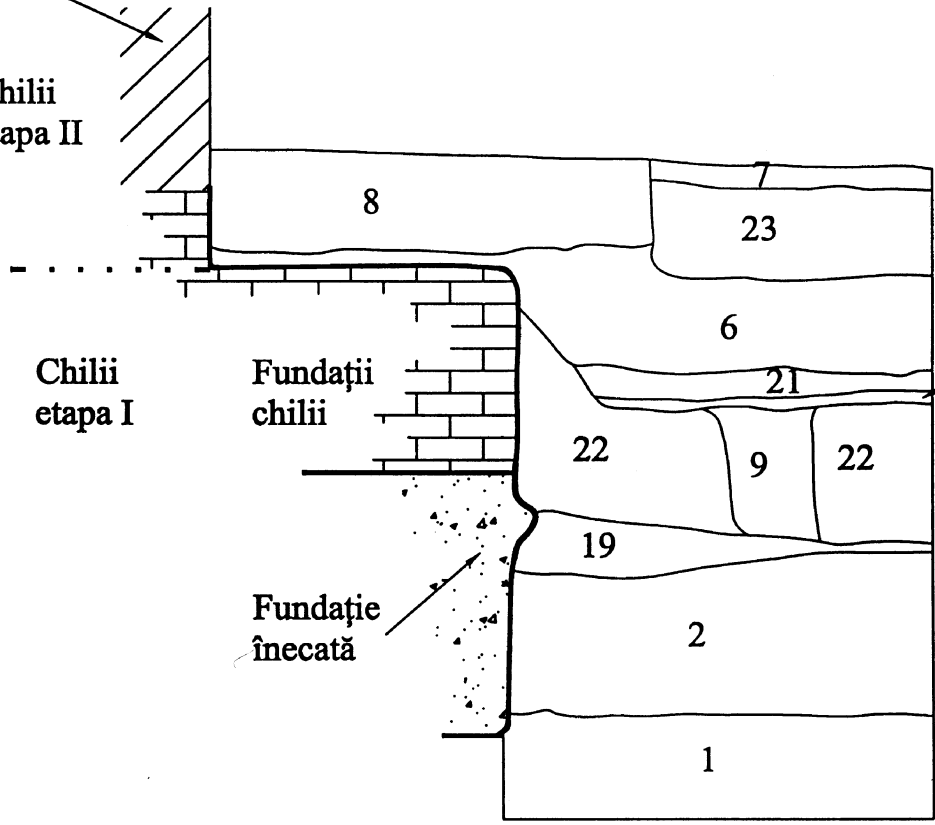 hilii
apa II
7
8
23
6
Chilii
etapa I
Fundații
chilii
21
22
9
22
19
Fundație
înecată
2
1